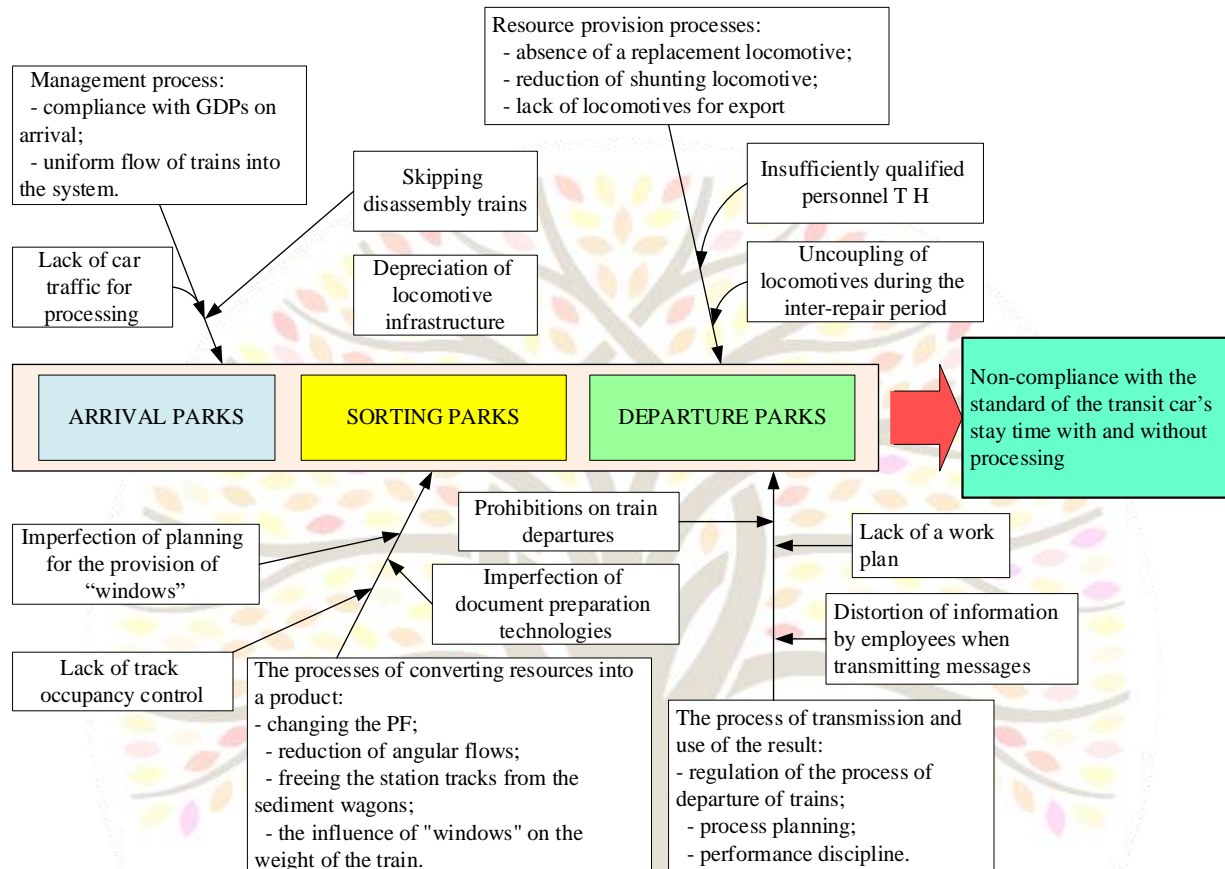 Resource provision processes:
- absence of a replacement locomotive;
- reduction of shunting locomotive;
- lack of locomotives for export
Management process:
- compliance with GDPs on
arrival;
- uniform flow of trains into
the system.
Skipping
disassembly trains
Insufficiently qualified
personnel T H
Lack of car
traffic for
processing
Depreciation of
locomotive
infrastructure
Uncoupling of
locomotives during the
inter-repair period
ARRIVAL PARKS
SORTING PARKS
DEPARTURE PARKS
Non-compliance with the
standard of the transit car's
stay time with and without
processing
Imperfection of planning
for the provision of
“windows”
Prohibitions on train
departures
Lack of a work
plan
Imperfection of
document preparation
technologies
Distortion of information
by employees when
transmitting messages
Lack of track
occupancy control
The processes of converting resources into
a product:
- changing the PF;
- reduction of angular flows;
- freeing the station tracks from the
sediment wagons;
- the influence of "windows" on the
weight of the train.
The process of transmission and
use of the result:
- regulation of the process of
departure of trains;
- process planning;
- performance discipline.